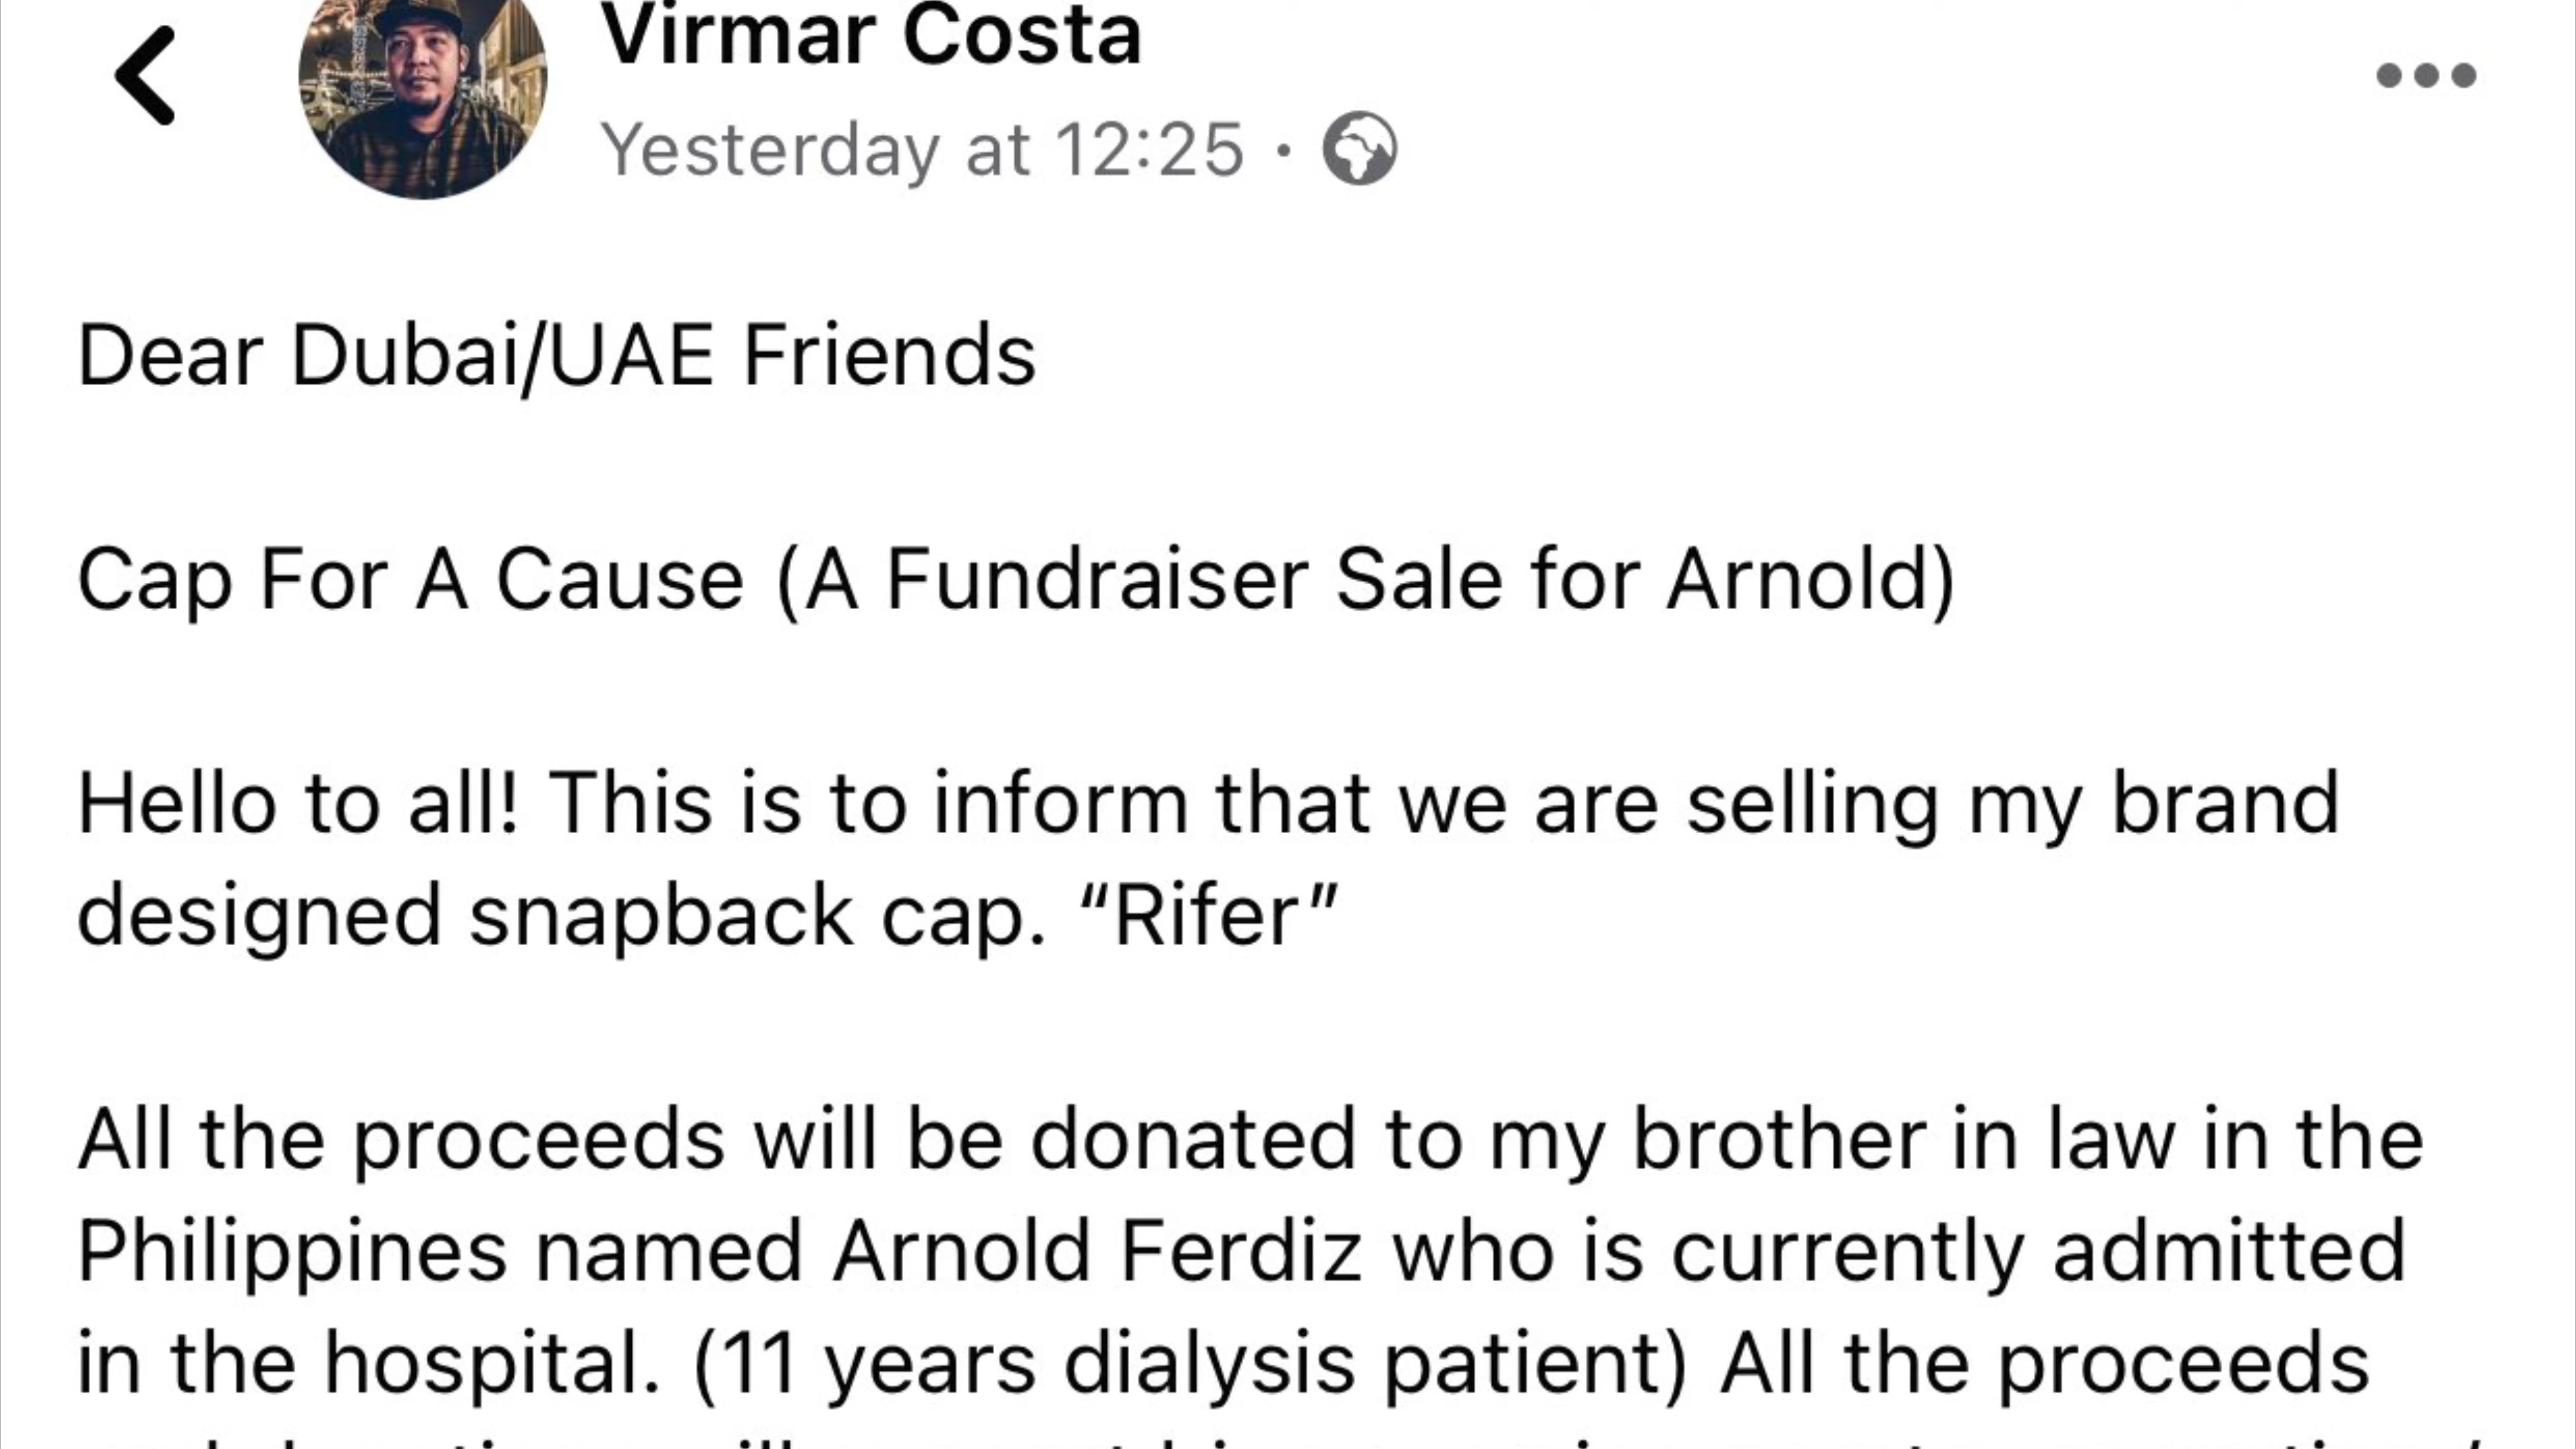 Virmar Costa
Yesterday at 12:25 ·
Dear Dubai/UAE Friends
Cap For A Cause (A Fundraiser Sale for Arnold)
Hello to all! This is to inform that we are selling my brand
designed snapback cap. “Rifer”
All the proceeds will be donated to my brother in law in the
Philippines named Arnold Ferdiz who is currently admitted
in the hospital. (11 years dialysis patient) All the proceeds